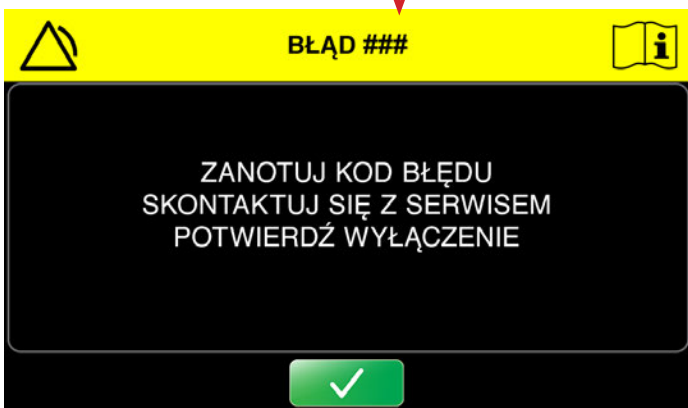 BŁĄD ###
ZANOTUJ KOD BŁĘDU
SKONTAKTUJ SIĘ Z SERWISEM
POTWIERDŹ WYŁĄCZENIE